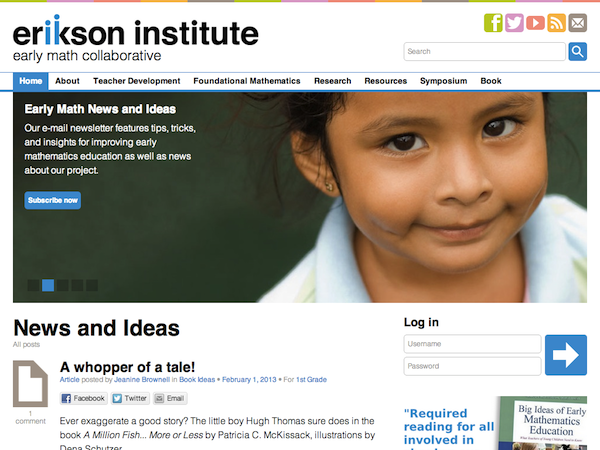 erikson institute
early math collaborative
Search
Home About Teacher Development Foundational Mathematics Research Resources Symposium Book
Early Math News and Ideas
Our e-mail newsletter features tips, tricks,
and insights for improving early
mathematics education as well as news
about our project.
Subscribe now
News and Ideas
All posts
Log in
Username
Password
1
comment
A whopper of a tale!
Article posted by Jeanine Brownell in Book Ideas • February 1, 2013 • For 1st Grade
Facebook Twitter Email
Ever exaggerate a good story? The little boy Hugh Thomas sure does in the
book A Million Fish... More or Less by Patricia C. McKissack, illustrations by
Dena Schutzer
"Required
reading for all
involved in
Big Ideas of Early
Mathematics
Education